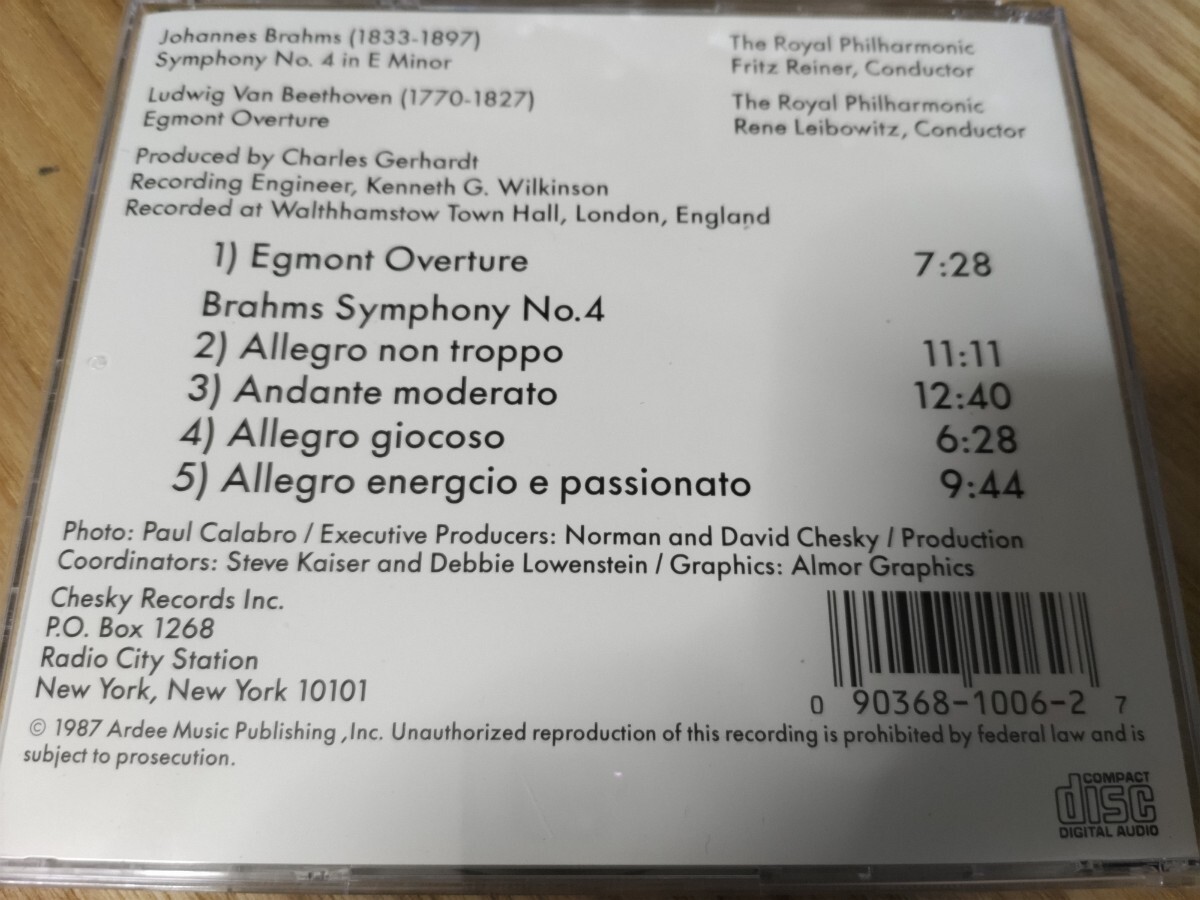 Johannes Brahms (1833-1897)
Symphony No. 4 in E Minor
The Royal Philharmonic
Fritz Reiner, Conductor
Ludwig Van Beethoven (1770-1827)
Egmont Overture
The Royal Philharmonic
Rene Leibowitz, Conductor
Produced by Charles Gerhardt
Recording Engineer, Kenneth G. Wilkinson
Recorded at Walthhamstow Town Hall, London, England
1) Egmont Overture 7:28
Brahms Symphony No.4
2) Allegro non troppo 11:11
3) Andante moderato 12:40
4) Allegro giocoso 6:28
5) Allegro energcio e passionato 9:44
Photo: Paul Calabro / Executive Producers: Norman and David Chesky / Production
Coordinators: Steve Kaiser and Debbie Lowenstein / Graphics: Almor Graphics
Chesky Records Inc.
P.O. Box 1268
Radio City Station
New York, New York 10101
0 90368-1006-2 7
© 1987 Ardee Music Publishing ,Inc. Unauthorized reproduction of this recording is prohibited by federal law and is
subject to prosecution.
COMPACT
disc
DIGITAL AUDIO